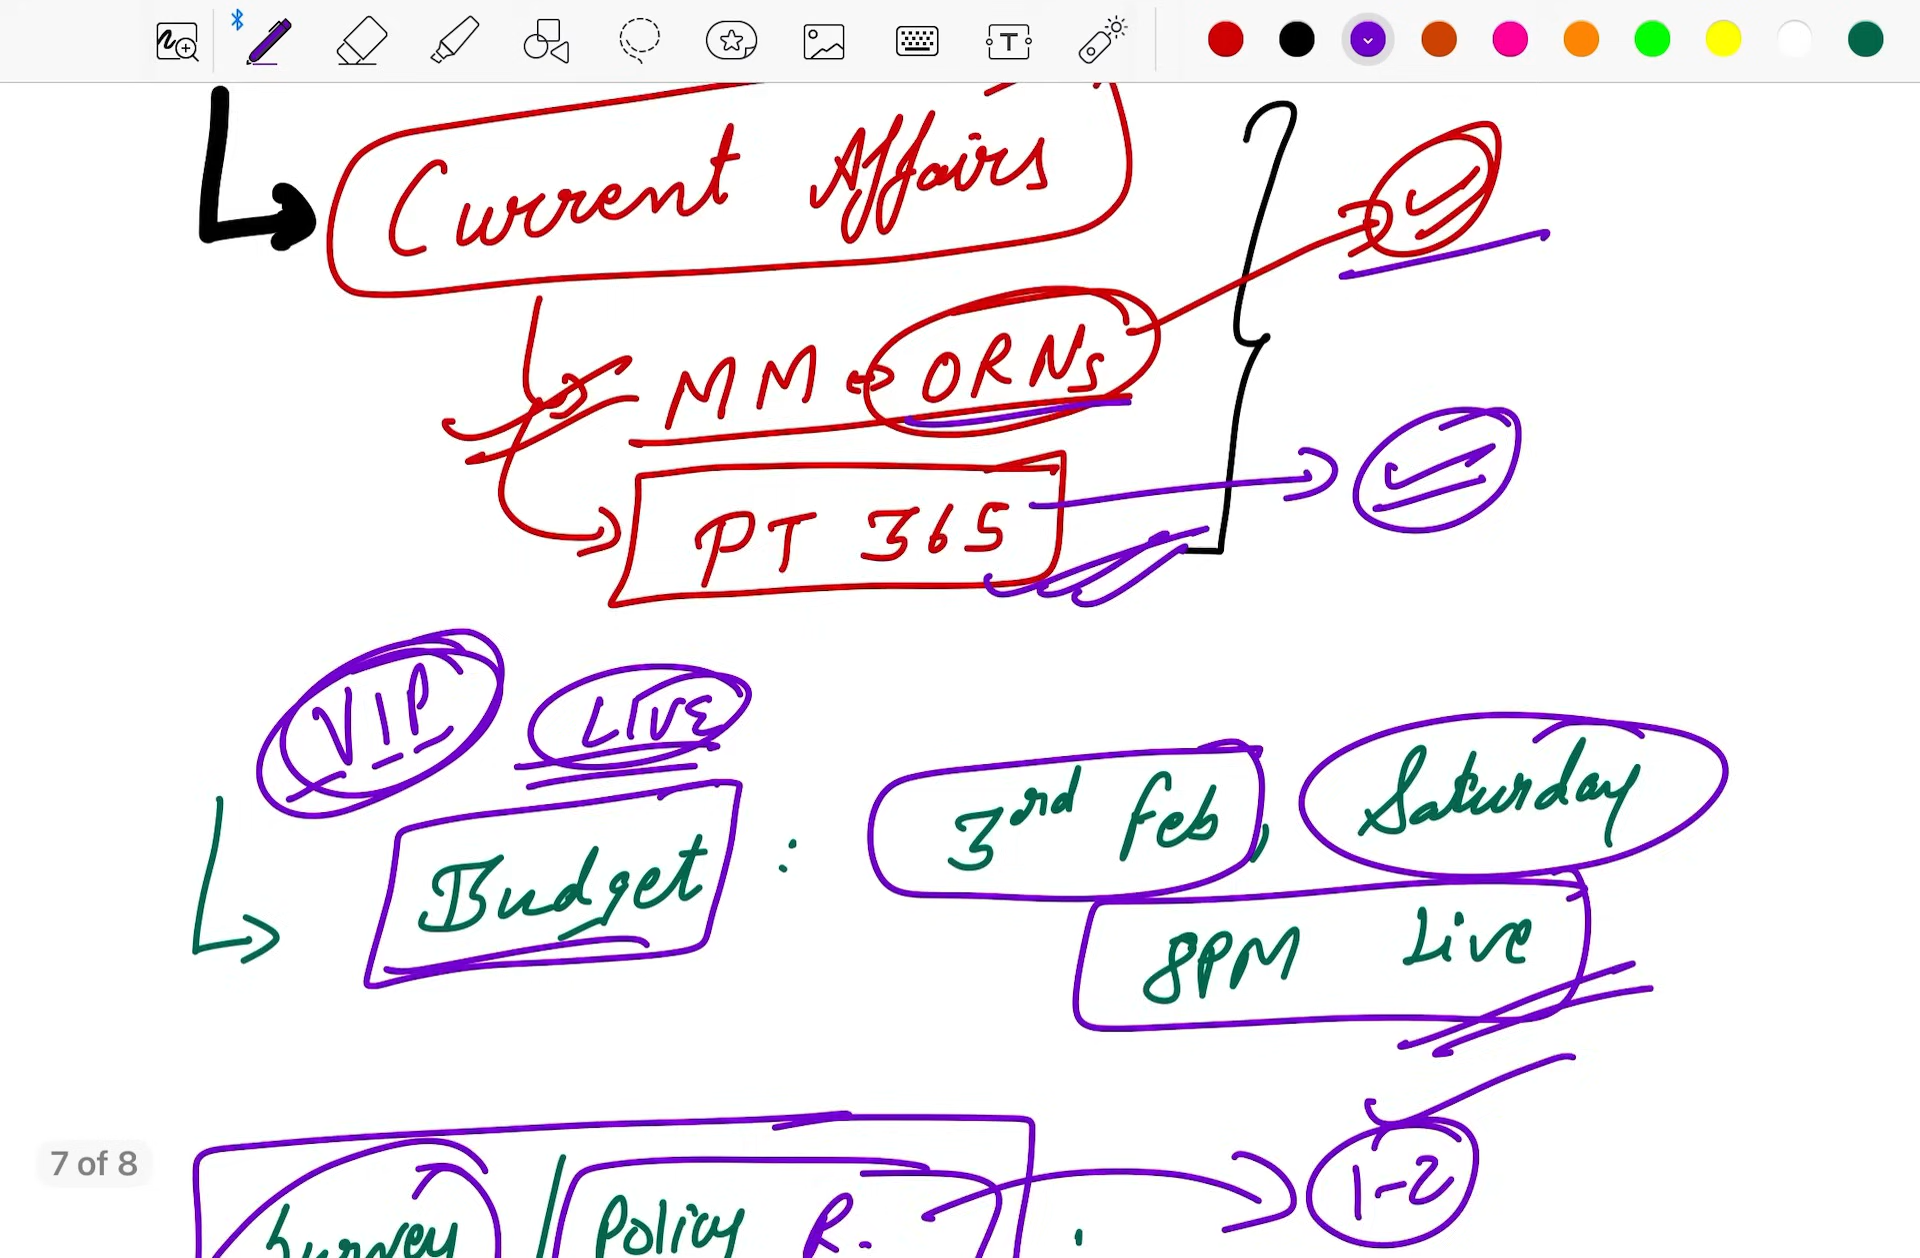 T
Current Affairs
MM ORNs
PT 365
VIP LIVE
Budget : 3rd Feb, Saturday
8PM Live
7 of 8
1-2
Survey / Policy R. :